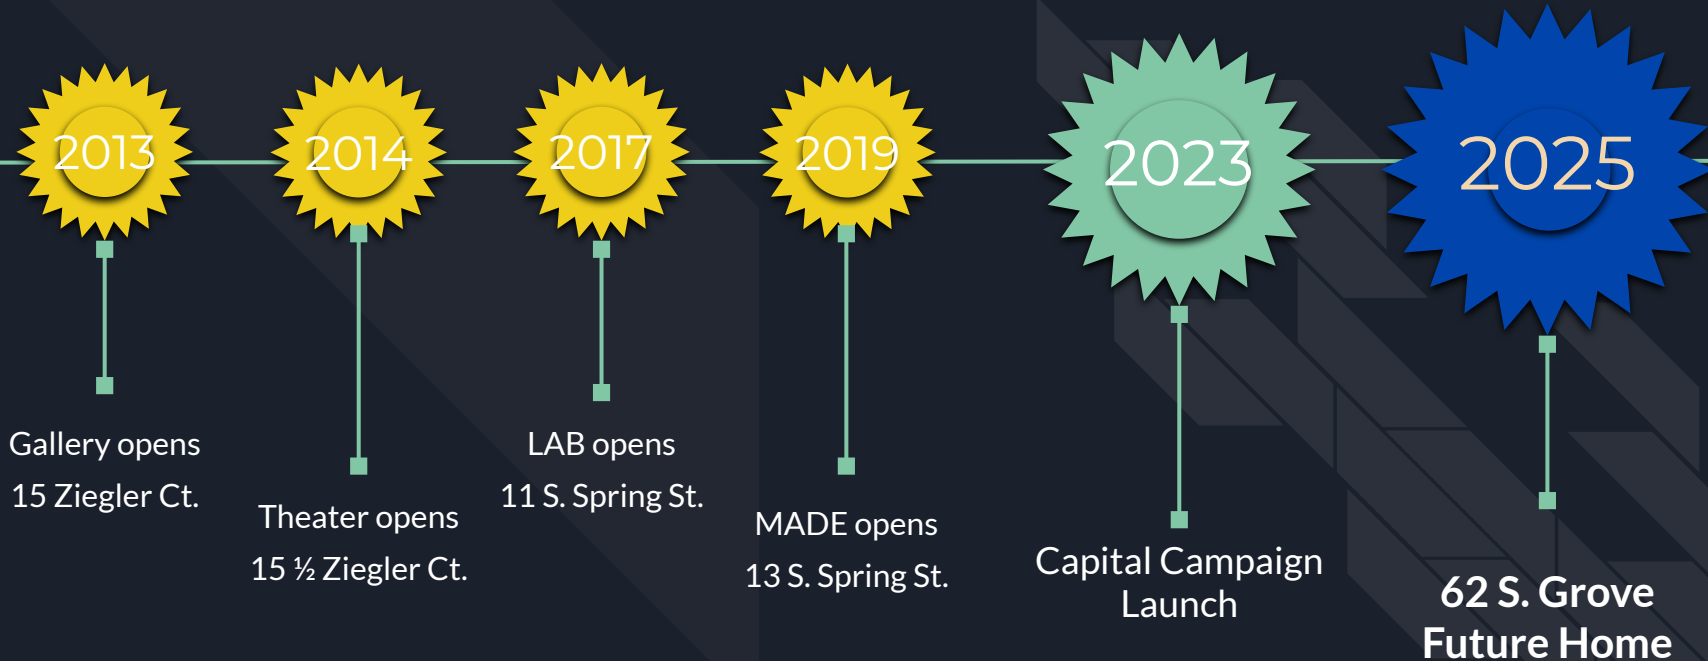 2013
2014
2017
2019
2023
2025
Gallery opens
15 Ziegler Ct.
Theater opens
15 ½ Ziegler Ct.
LAB opens
11 S. Spring St.
MADE opens
13 S. Spring St.
Capital Campaign
Launch
62 S. Grove
Future Home